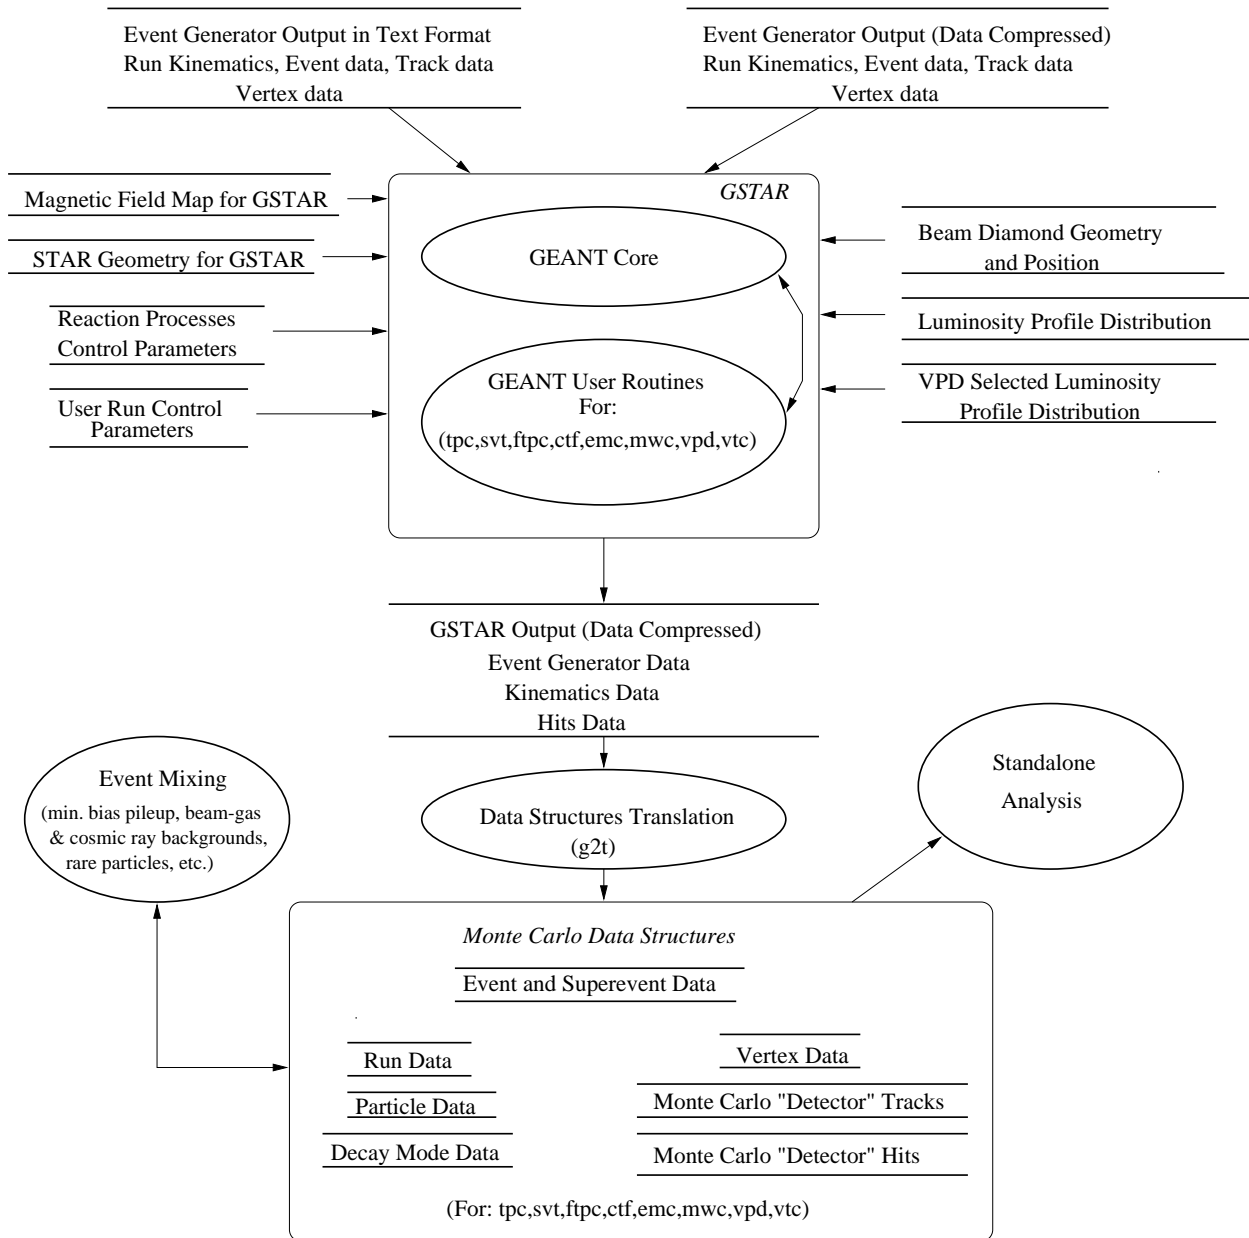 Event Generator Output in Text Format
Run Kinematics, Event data, Track data
Vertex data
Event Generator Output (Data Compressed)
Run Kinematics, Event data, Track data
Vertex data
GSTAR
Magnetic Field Map for GSTAR
STAR Geometry for GSTAR
Reaction Processes
Control Parameters
User Run Control
Parameters
GEANT Core
GEANT User Routines
For:
(tpc,svt,ftpc,ctf,emc,mwc,vpd,vtc)
Beam Diamond Geometry
and Position
Luminosity Profile Distribution
VPD Selected Luminosity
Profile Distribution
GSTAR Output (Data Compressed)
Event Generator Data
Kinematics Data
Hits Data
Event Mixing
(min. bias pileup, beam-gas
& cosmic ray backgrounds,
rare particles, etc.)
Data Structures Translation
(g2t)
Standalone
Analysis
Monte Carlo Data Structures
Event and Superevent Data
Run Data
Particle Data
Decay Mode Data
Vertex Data
Monte Carlo "Detector" Tracks
Monte Carlo "Detector" Hits
(For: tpc,svt,ftpc,ctf,emc,mwc,vpd,vtc)